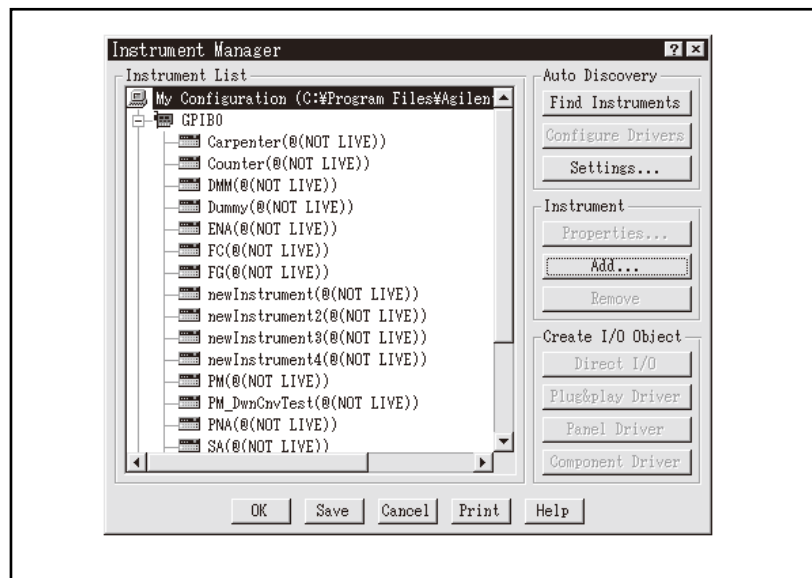 Instrument Manager
Instrument List
My Configuration (C:¥Program Files¥Agilen
GPIB0
Carpenter(@(NOT LIVE))
Counter(@(NOT LIVE))
DMM(@(NOT LIVE))
Dummy(@(NOT LIVE))
ENA(@(NOT LIVE))
FC(@(NOT LIVE))
FG(@(NOT LIVE))
newInstrument(@(NOT LIVE))
newInstrument2(@(NOT LIVE))
newInstrument3(@(NOT LIVE))
newInstrument4(@(NOT LIVE))
PM(@(NOT LIVE))
PM_DwnCnvTest(@(NOT LIVE))
PNA(@(NOT LIVE))
SA(@(NOT LIVE))
Auto Discovery
Find Instruments
Configure Drivers
Settings...
Instrument
Properties...
Add...
Remove
Create I/O Object
Direct I/O
Plug&play Driver
Panel Driver
Component Driver
OK Save Cancel Print Help